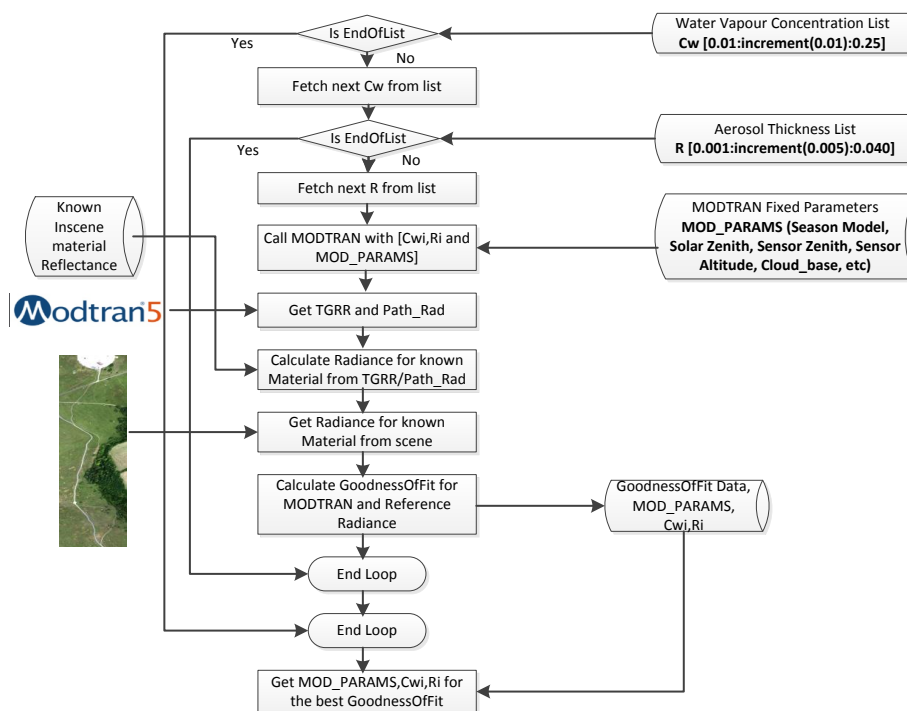 Water Vapour Concentration List
Cw [0.01:increment(0.01):0.25]
Is EndOfList
Yes
No
Fetch next Cw from list
Aerosol Thickness List
R [0.001:increment(0.005):0.040]
Is EndOfList
Yes
No
Fetch next R from list
Known
Inscene
material
Reflectance
MODTRAN Fixed Parameters
MOD_PARAMS (Season Model,
Solar Zenith, Sensor Zenith, Sensor
Altitude, Cloud_base, etc)
Call MODTRAN with [Cwi,Ri and
MOD_PARAMS]
Modtran5
Get TGRR and Path_Rad
Calculate Radiance for known
Material from TGRR/Path_Rad
Get Radiance for known
Material from scene
Calculate GoodnessOfFit for
MODTRAN and Reference
Radiance
GoodnessOfFit Data,
MOD_PARAMS,
Cwi,Ri
End Loop
End Loop
Get MOD_PARAMS,Cwi,Ri for
the best GoodnessOfFit